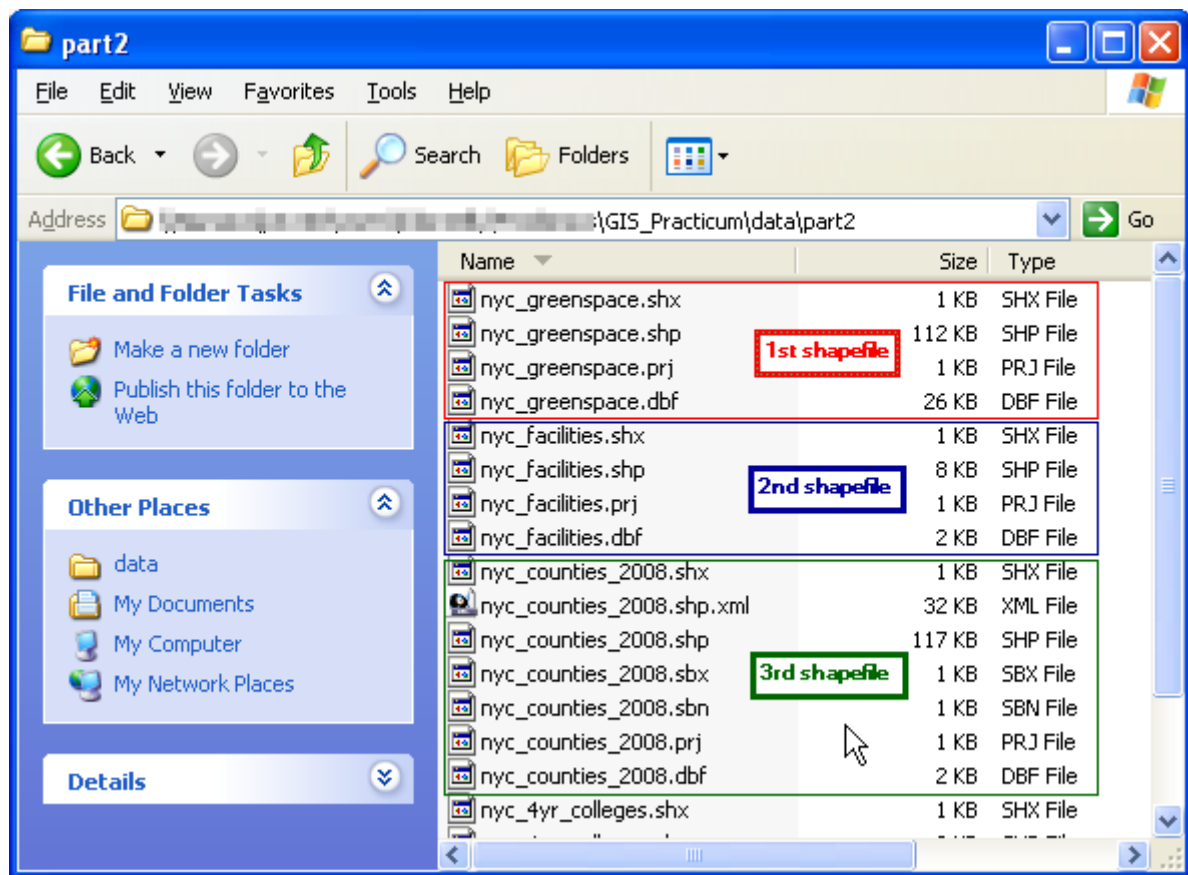 part2
File Edit View Favorites Tools Help
Back Search Folders
Address s\GIS_Practicum\data\part2 Go
File and Folder Tasks
Make a new folder
Publish this folder to the
Web
Other Places
data
My Documents
My Computer
My Network Places
Details
Name Size Type
nyc_greenspace.shx 1 KB SHX File
nyc_greenspace.shp 112 KB SHP File
nyc_greenspace.prj 1 KB PRJ File
nyc_greenspace.dbf 26 KB DBF File
1st shapefile
nyc_facilities.shx 1 KB SHX File
nyc_facilities.shp 8 KB SHP File
nyc_facilities.prj 1 KB PRJ File
nyc_facilities.dbf 2 KB DBF File
2nd shapefile
nyc_counties_2008.shx 1 KB SHX File
nyc_counties_2008.shp.xml 32 KB XML File
nyc_counties_2008.shp 117 KB SHP File
nyc_counties_2008.sbx 1 KB SBX File
nyc_counties_2008.sbn 1 KB SBN File
nyc_counties_2008.prj 1 KB PRJ File
nyc_counties_2008.dbf 2 KB DBF File
3rd shapefile
nyc_4yr_colleges.shx 1 KB SHX File